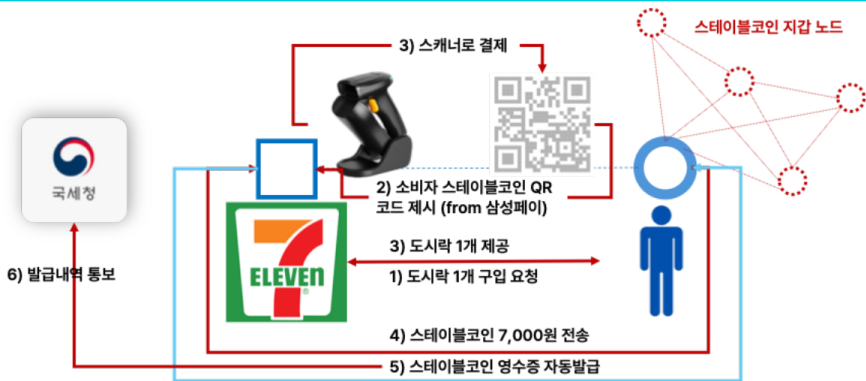 스테이블코인 지갑 노드
3) 스캐너로 결제
국세청
2) 소비자 스테이블코인 QR
코드 제시 (from 삼성페이)
7
ELEVEn
®
3) 도시락 1개 제공
1) 도시락 1개 구입 요청
6) 발급내역 통보
4) 스테이블코인 7,000원 전송
5) 스테이블코인 영수증 자동발급